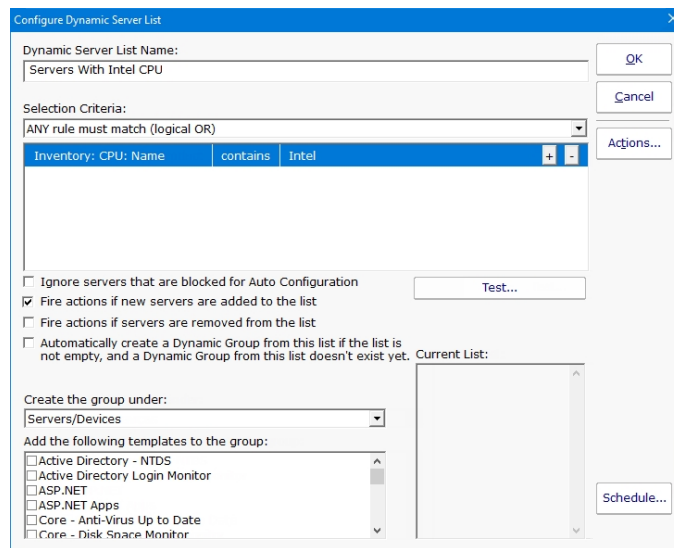 Configure Dynamic Server List
Dynamic Server List Name:
Servers With Intel CPU
OK
Cancel
Selection Criteria:
ANY rule must match (logical OR)
Actions...
Inventory: CPU: Name contains Intel + -
Ignore servers that are blocked for Auto Configuration
Test...
Fire actions if new servers are added to the list
Fire actions if servers are removed from the list
Automatically create a Dynamic Group from this list if the list is
not empty, and a Dynamic Group from this list doesn't exist yet.
Current List:
Create the group under:
Servers/Devices
Add the following templates to the group:
Active Directory - NTDS
Active Directory Login Monitor
ASP.NET
ASP.NET Apps
Core - Anti-Virus Up to Date
Core - Disk Space Monitor
Schedule...